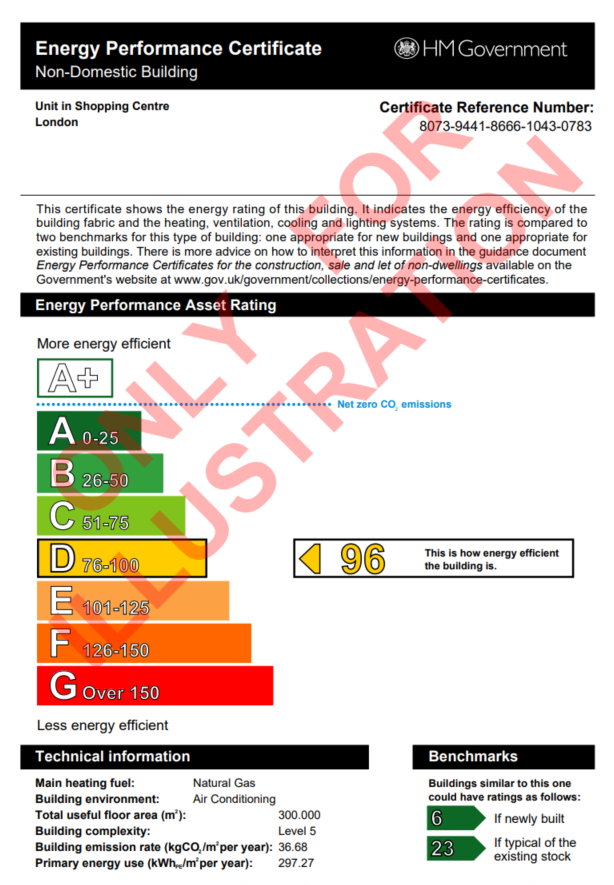 Energy Performance Certificate
HM Government
Non-Domestic Building
Unit in Shopping Centre
London
Certificate Reference Number:
8073-9441-8666-1043-0783
This certificate shows the energy rating of this building. It indicates the energy efficiency of the
building fabric and the heating, ventilation, cooling and lighting systems. The rating is compared to
two benchmarks for this type of building: one appropriate for new buildings and one appropriate for
existing buildings. There is more advice on how to interpret this information in the guidance document
Energy Performance Certificates for the construction, sale and let of non-dwellings available on the
Government's website at www.gov.uk/government/collections/energy-performance-certificates.
Energy Performance Asset Rating
More energy efficient
A+
Net zero CO₂ emissions
A 0-25
B 26-50
C 51-75
D 76-100
96
This is how energy efficient
the building is.
E 101-125
F 126-150
G Over 150
Less energy efficient
ONLY FOR
ILLUSTRATION
Technical information
Main heating fuel: Natural Gas
Building environment: Air Conditioning
Total useful floor area (m²): 300.000
Building complexity: Level 5
Building emission rate (kgCO₂/m²per year): 36.68
Primary energy use (kWhPE/m²per year): 297.27
Benchmarks
Buildings similar to this one
could have ratings as follows:
6 If newly built
23 If typical of the
existing stock